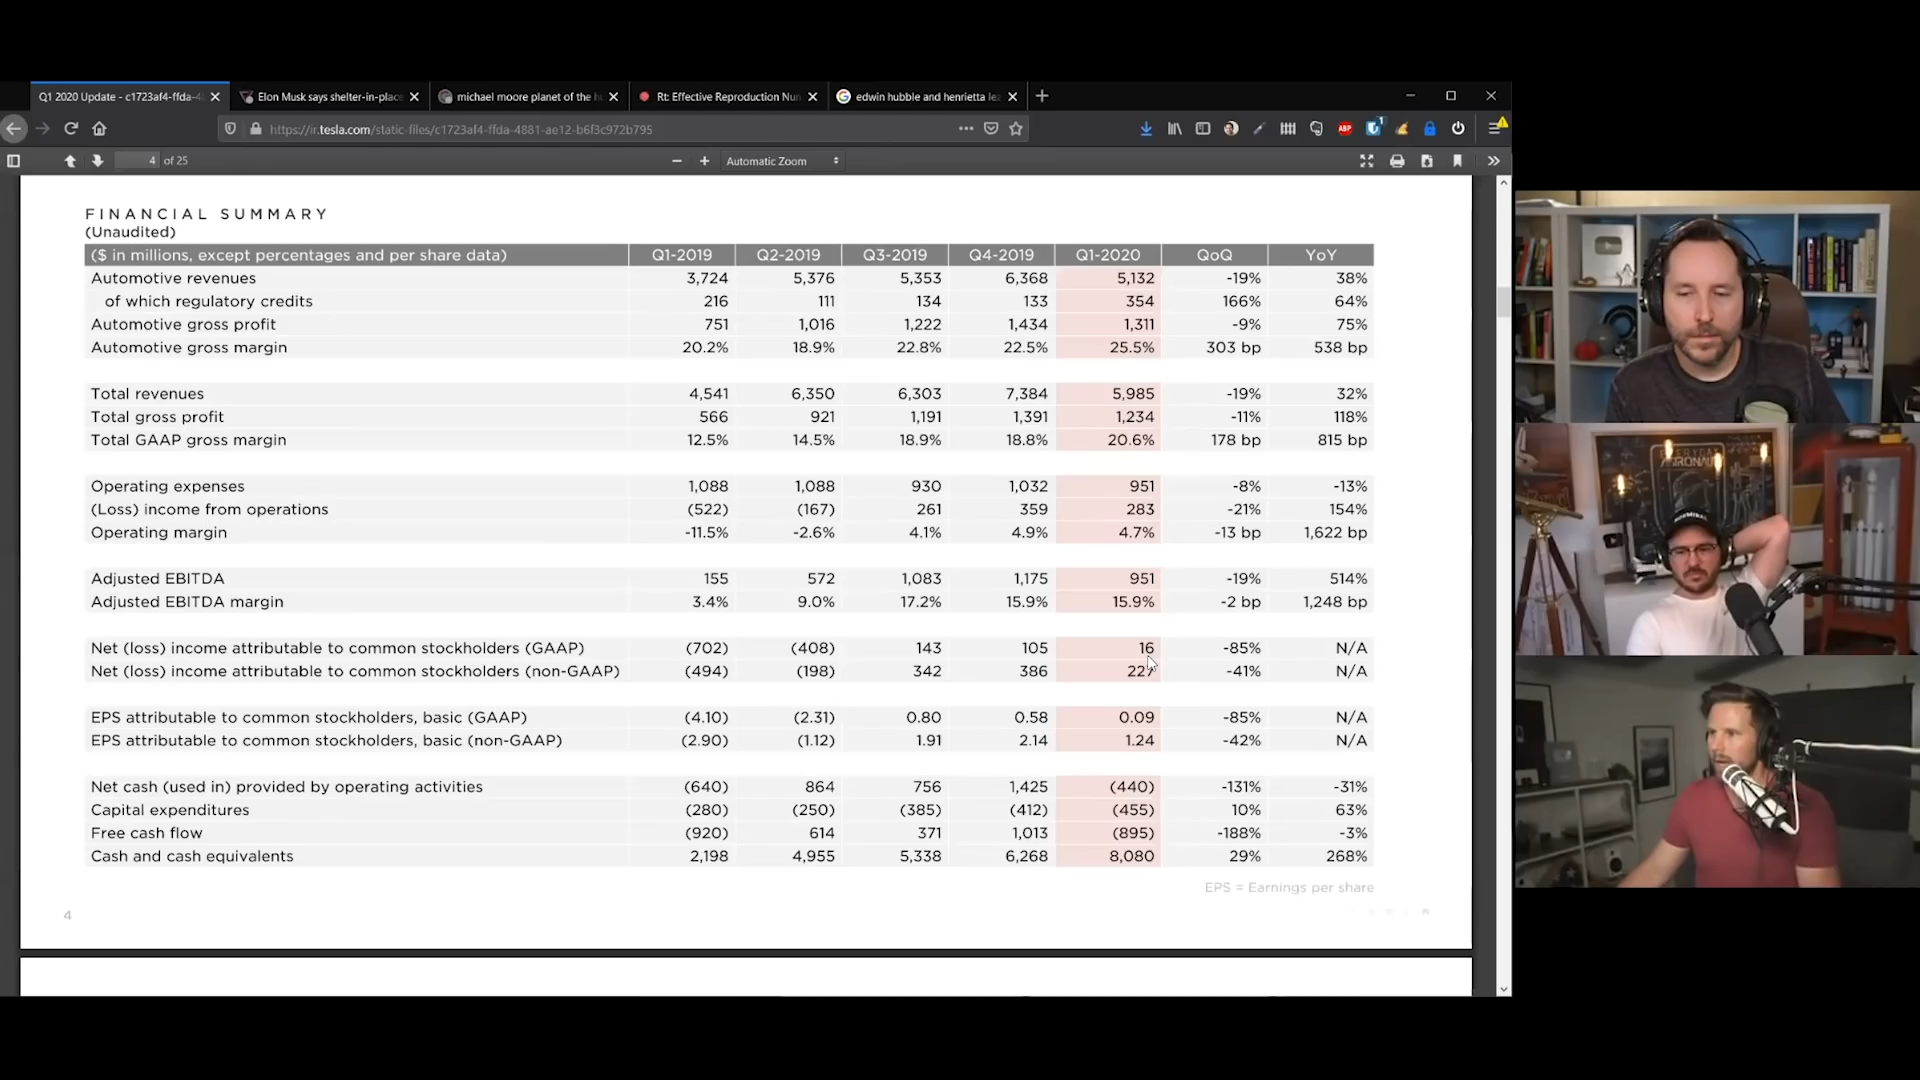 Q1 2020 Update - c1723af4-ffda-4
Elon Musk says shelter-in-place
michael moore planet of the h
Rt: Effective Reproduction Nu
edwin hubble and henrietta le
https://ir.tesla.com/static-files/c1723af4-ffda-4881-ae12-b6f3c972b795
ABP
1
4 of 25
Automatic Zoom
FINANCIAL SUMMARY
(Unaudited)
($ in millions, except percentages and per share data) Q1-2019 Q2-2019 Q3-2019 Q4-2019 Q1-2020 QoQ YoY
Automotive revenues 3,724 5,376 5,353 6,368 5,132 -19% 38%
of which regulatory credits 216 111 134 133 354 166% 64%
Automotive gross profit 751 1,016 1,222 1,434 1,311 -9% 75%
Automotive gross margin 20.2% 18.9% 22.8% 22.5% 25.5% 303 bp 538 bp
Total revenues 4,541 6,350 6,303 7,384 5,985 -19% 32%
Total gross profit 566 921 1,191 1,391 1,234 -11% 118%
Total GAAP gross margin 12.5% 14.5% 18.9% 18.8% 20.6% 178 bp 815 bp
Operating expenses 1,088 1,088 930 1,032 951 -8% -13%
(Loss) income from operations (522) (167) 261 359 283 -21% 154%
Operating margin -11.5% -2.6% 4.1% 4.9% 4.7% -13 bp 1,622 bp
Adjusted EBITDA 155 572 1,083 1,175 951 -19% 514%
Adjusted EBITDA margin 3.4% 9.0% 17.2% 15.9% 15.9% -2 bp 1,248 bp
Net (loss) income attributable to common stockholders (GAAP) (702) (408) 143 105 16 -85% N/A
Net (loss) income attributable to common stockholders (non-GAAP) (494) (198) 342 386 227 -41% N/A
EPS attributable to common stockholders, basic (GAAP) (4.10) (2.31) 0.80 0.58 0.09 -85% N/A
EPS attributable to common stockholders, basic (non-GAAP) (2.90) (1.12) 1.91 2.14 1.24 -42% N/A
Net cash (used in) provided by operating activities (640) 864 756 1,425 (440) -131% -31%
Capital expenditures (280) (250) (385) (412) (455) 10% 63%
Free cash flow (920) 614 371 1,013 (895) -188% -3%
Cash and cash equivalents 2,198 4,955 5,338 6,268 8,080 29% 268%
EPS = Earnings per share
4